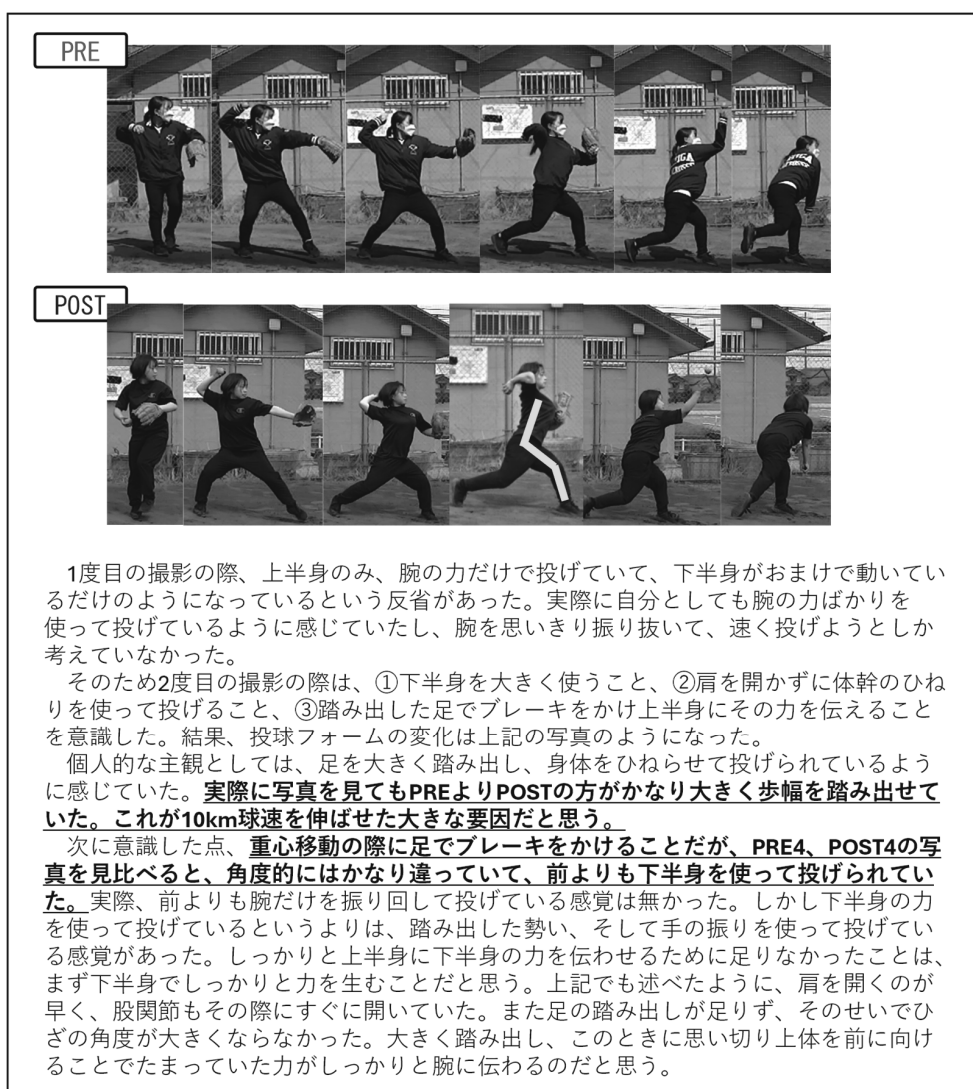 PRE
POST
1度目の撮影の際、上半身のみ、腕の力だけで投げていて、下半身がおまけで動いてい
るだけのようになっているという反省があった。実際に自分としても腕の力ばかりを
使って投げているように感じていたし、腕を思いきり振り抜いて、速く投げようとしか
考えていなかった。
そのため2度目の撮影の際は、①下半身を大きく使うこと、②肩を開かずに体幹のひね
りを使って投げること、③踏み出した足でブレーキをかけ上半身にその力を伝えること
を意識した。結果、投球フォームの変化は上記の写真のようになった。
個人的な主観としては、足を大きく踏み出し、身体をひねらせて投げられているよう
に感じていた。実際に写真を見てもPREよりPOSTの方がかなり大きく歩幅を踏み出せて
いた。これが10km球速を伸ばせた大きな要因だと思う。
次に意識した点、重心移動の際に足でブレーキをかけることだが、PRE4、POST4の写
真を見比べると、角度的にはかなり違っていて、前よりも下半身を使って投げられてい
た。実際、前よりも腕だけを振り回して投げている感覚は無かった。しかし下半身の力
を使って投げているというよりは、踏み出した勢い、そして手の振りを使って投げてい
る感覚があった。しっかりと上半身に下半身の力を伝わせるために足りなかったことは、
まず下半身でしっかりと力を生むことだと思う。上記でも述べたように、肩を開くのが
早く、股関節もその際にすぐに開いていた。また足の踏み出しが足りず、そのせいでひ
ざの角度が大きくならなかった。大きく踏み出し、このときに思い切り上体を前に向け
ることでたまっていた力がしっかりと腕に伝わるのだと思う。